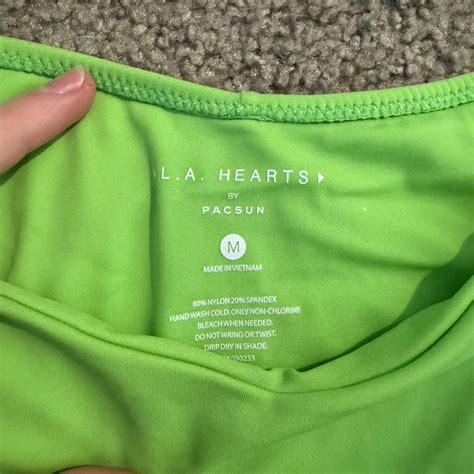 L.A. HEARTS
BY
PACSUN
M
MADE IN VIETNAM
80% NYLON 20% SPANDEX
HAND WASH COLD. ONLY NON-CHLORINE
BLEACH WHEN NEEDED.
DO NOT WRING OR TWIST.
DRIP DRY IN SHADE.